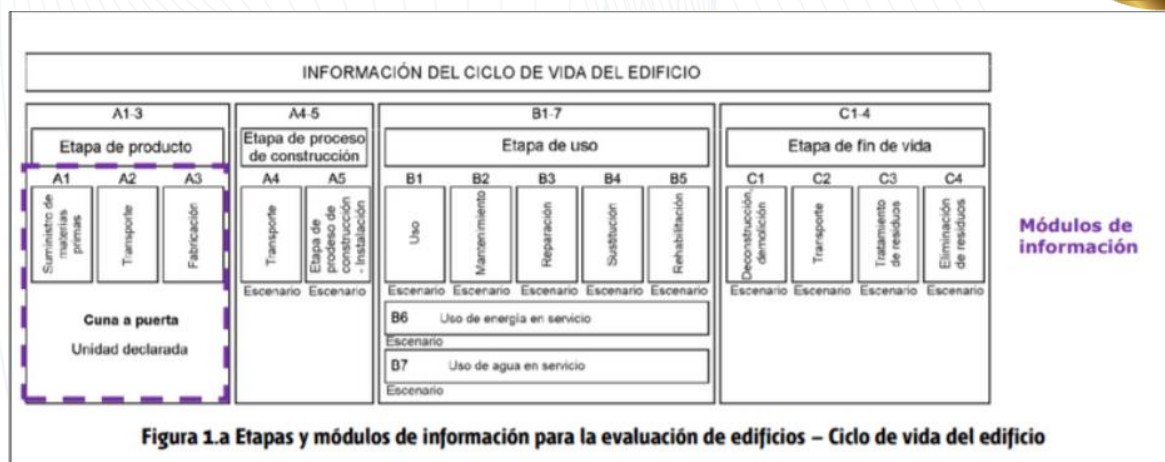 INFORMACIÓN DEL CICLO DE VIDA DEL EDIFICIO
A1-3
A4-5
B1-7
C1-4
Etapa de producto
Etapa de proceso
de construcción
Etapa de uso
Etapa de fin de vida
A1
A2
A3
A4
A5
B1
B2
B3
B4
B5
C1
C2
C3
C4
Suministro de
materias
primas
Transporte
Fabricación
Transporte
Etapa de
prodeso de
construcción
- Instalación
Uso
Mantenimiento
Reparación
Sustitución
Rehabilitación
Deconstrucción,
demolición
Transporte
Tratamiento
de residuos
Eliminación
de residuos
Módulos de
información
Escenario
Escenario
Escenario
Escenario
Escenario
Escenario
Escenario
Escenario
Escenario
Escenario
Escenario
Cuna a puerta
Unidad declarada
B6 Uso de energía en servicio
Escenario
B7 Uso de agua en servicio
Escenario
Figura 1.a Etapas y módulos de información para la evaluación de edificios – Ciclo de vida del edificio